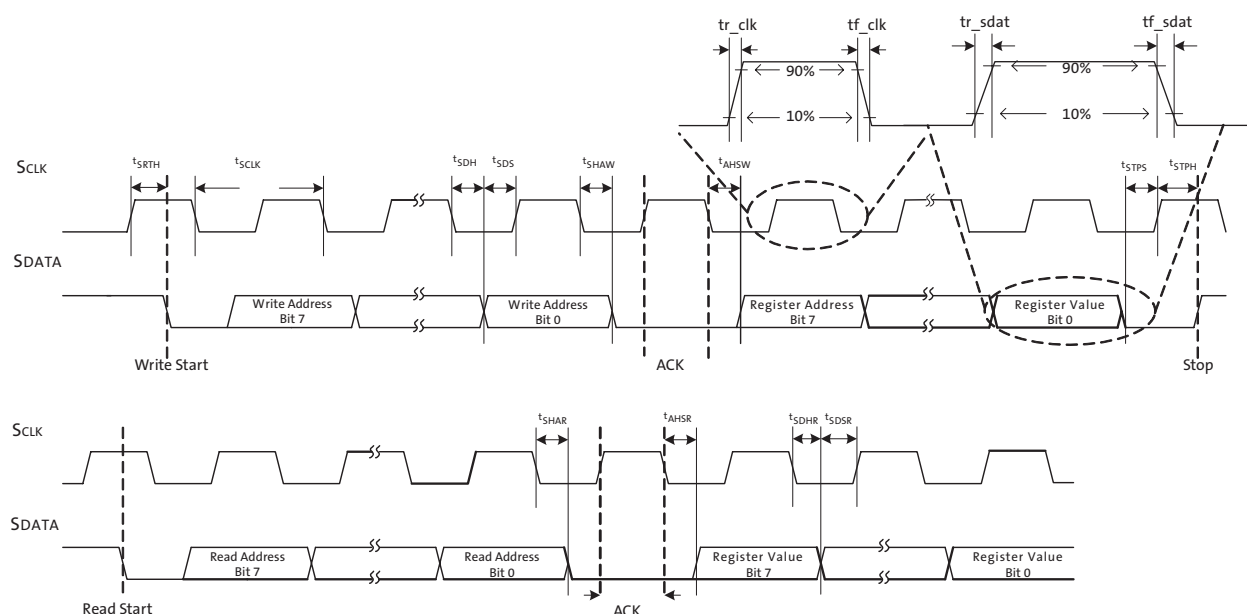 tr_clk tf_clk tr_sdat tf_sdat
90% 90%
10% 10%
SCLK tSRTH tSCLK tSDH tSDS tSHAW tAHSW tSTPS tSTPH
SDATA
Write Address Bit 7
Write Address Bit 0
Register Address Bit 7
Register Value Bit 0
Write Start ACK Stop
SCLK tSHAR tAHSR tSDHR tSDSR
SDATA
Read Address Bit 7
Read Address Bit 0
Register Value Bit 7
Register Value Bit 0
Read Start ACK